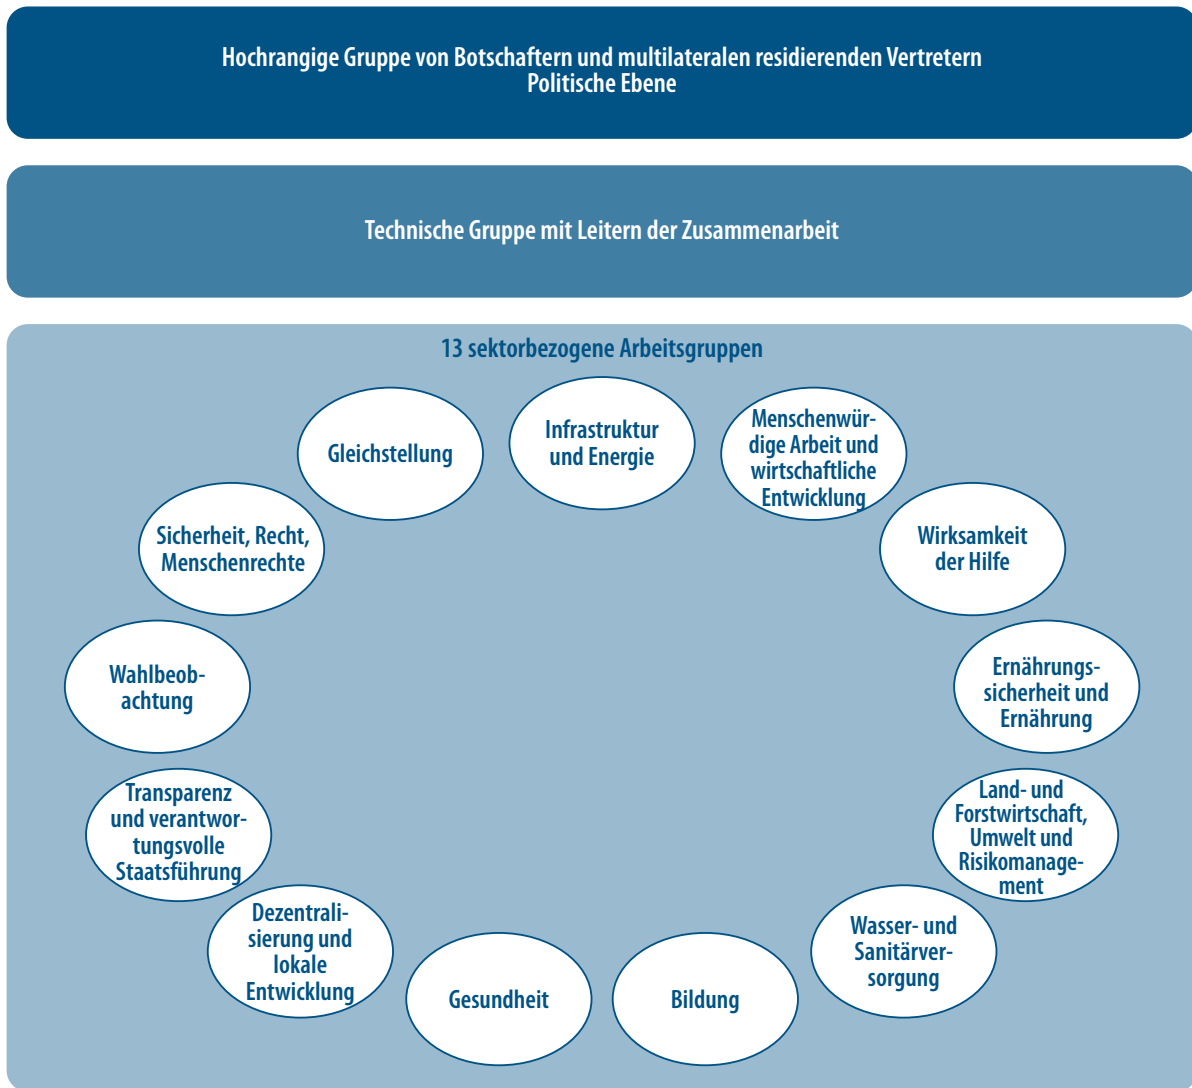 Hochrangige Gruppe von Botschaftern und multilateralen residierenden Vertretern
Politische Ebene
Technische Gruppe mit Leitern der Zusammenarbeit
13 sektorbezogene Arbeitsgruppen
Infrastruktur
und Energie
Menschenwür-
dige Arbeit und
wirtschaftliche
Entwicklung
Wirksamkeit
der Hilfe
Ernährungs-
sicherheit und
Ernährung
Land- und
Forstwirtschaft,
Umwelt und
Risikomanage-
ment
Wasser- und
Sanitärver-
sorgung
Bildung
Gesundheit
Dezentrali-
sierung und
lokale
Entwicklung
Transparenz
und verantwor-
tungsvolle
Staatsführung
Wahlbeob-
achtung
Sicherheit, Recht,
Menschenrechte
Gleichstellung